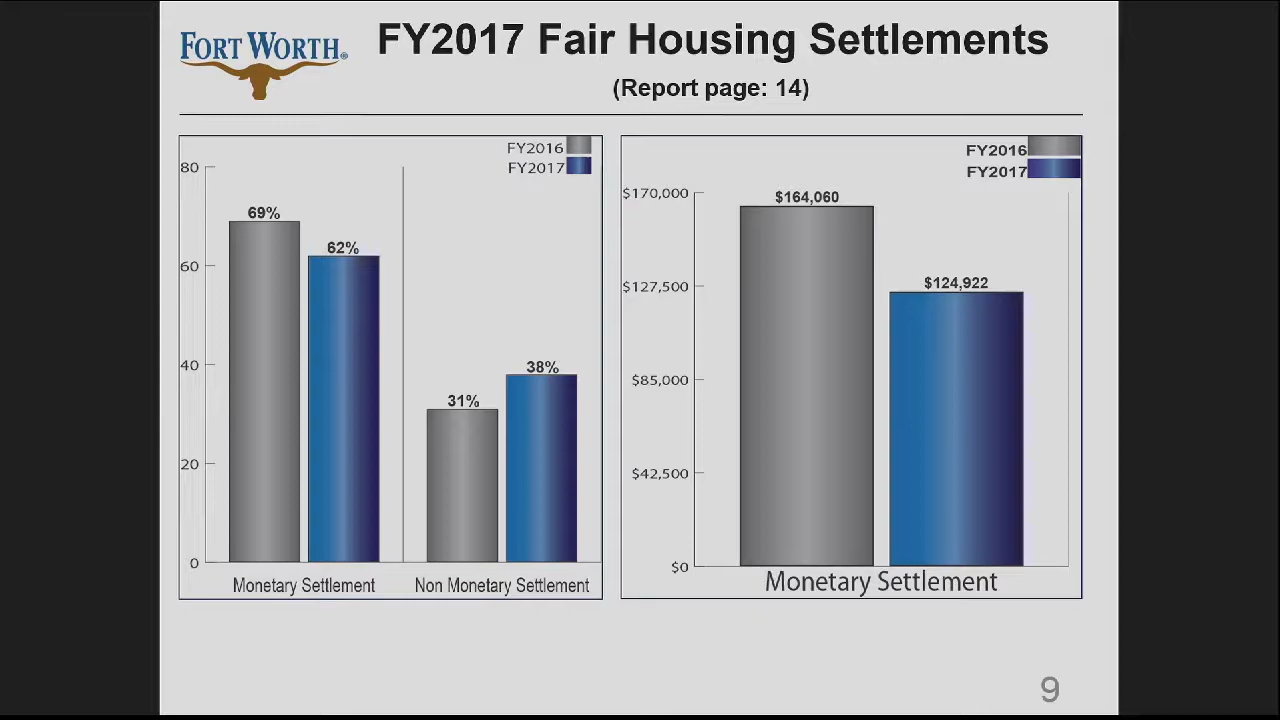 FORT WORTH®
FY2017 Fair Housing Settlements
(Report page: 14)
FY2016
FY2017
80
60
40
20
0
69%
62%
31%
38%
Monetary Settlement
Non Monetary Settlement
FY2016
FY2017
$170,000
$127,500
$85,000
$42,500
$0
$164,060
$124,922
Monetary Settlement
9